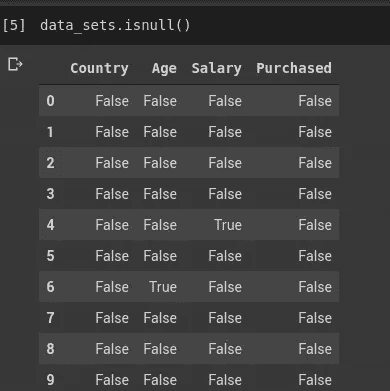 [5] data_sets.isnull()
Country Age Salary Purchased
0 False False False False
1 False False False False
2 False False False False
3 False False False False
4 False False True False
5 False False False False
6 False True False False
7 False False False False
8 False False False False
9 False False False False